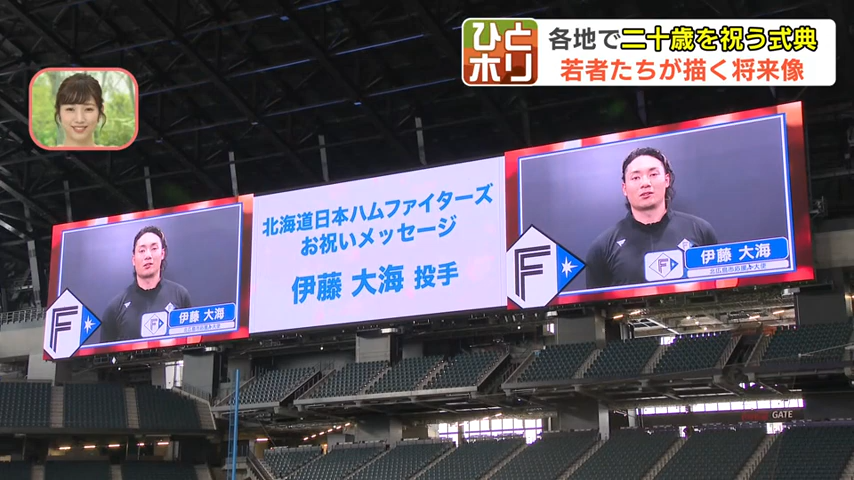 ひと
ホリ
各地で二十歳を祝う式典
若者たちが描く将来像
北海道日本ハムファイターズ
お祝いメッセージ
伊藤 大海 投手
F
伊藤 大海
F
F
伊藤 大海
F
GATE